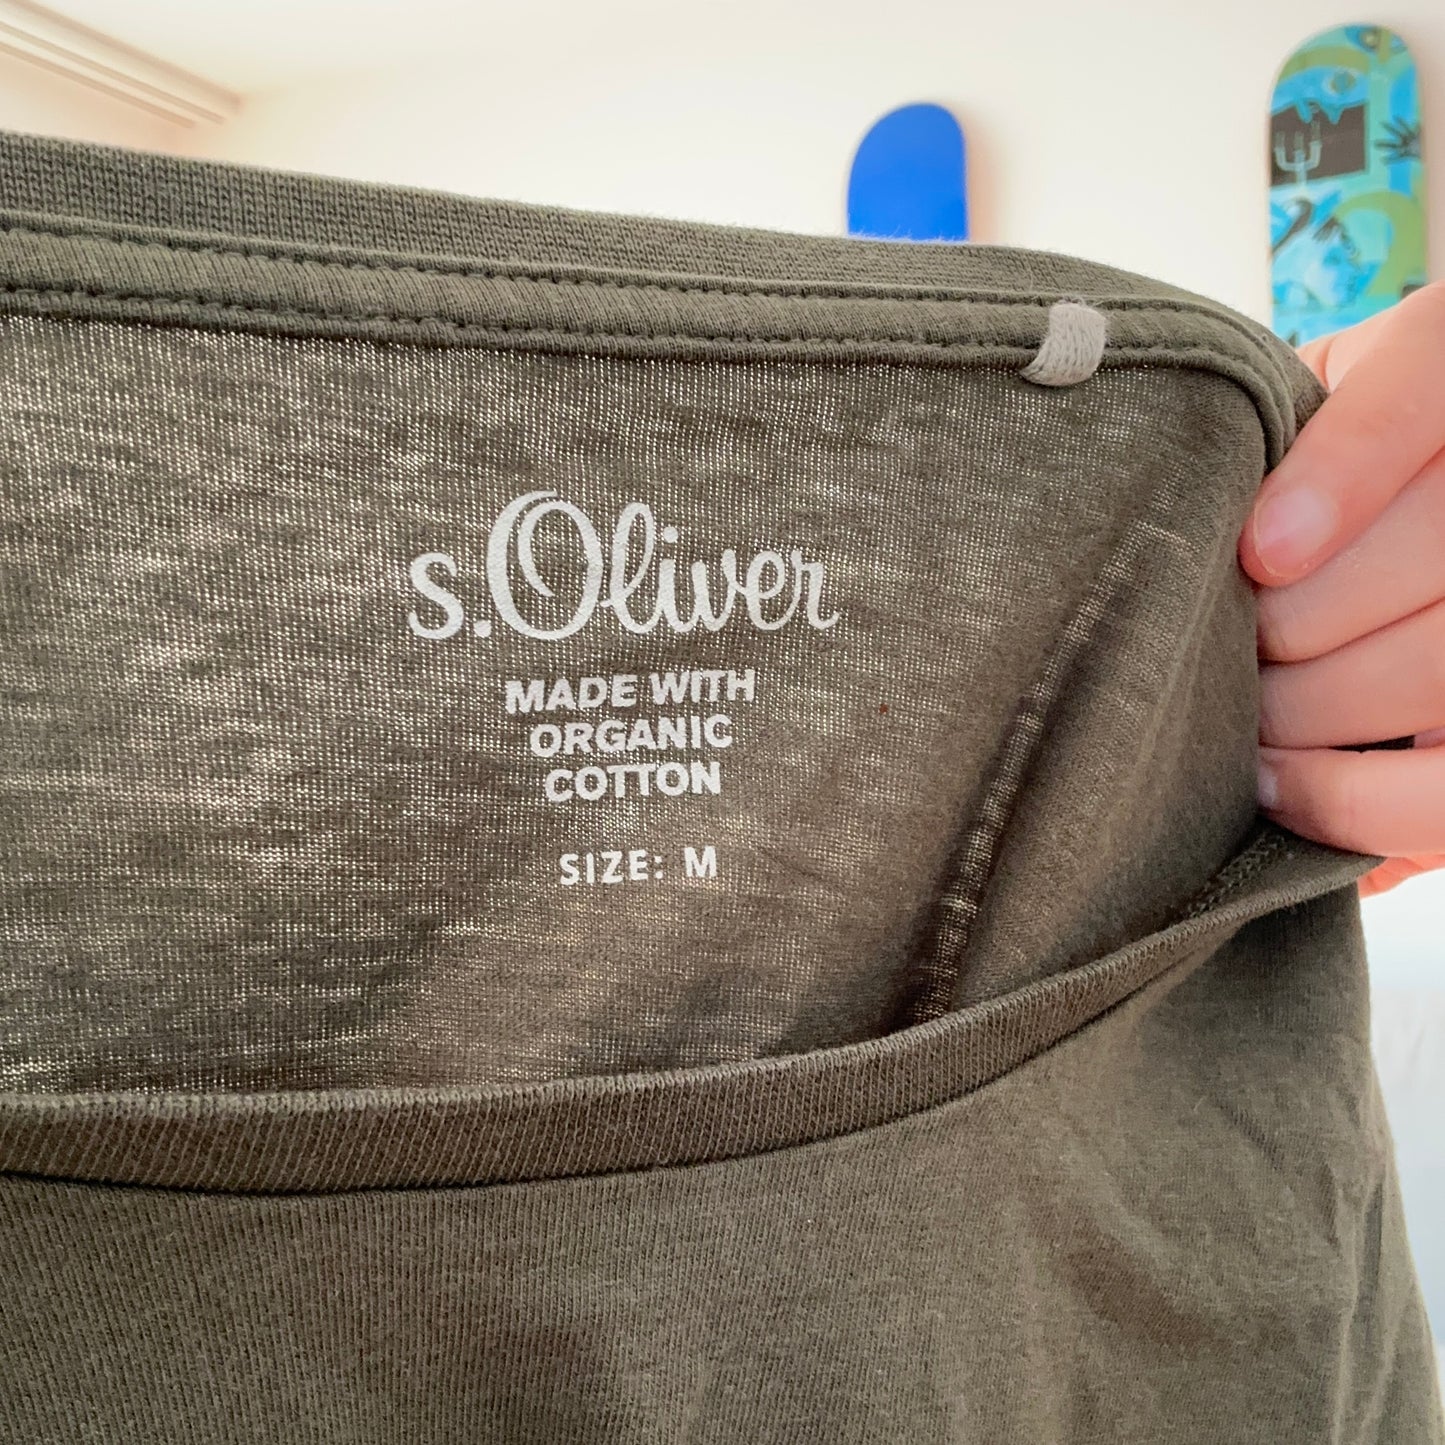 s.Oliver
MADE WITH
ORGANIC
COTTON
SIZE: M